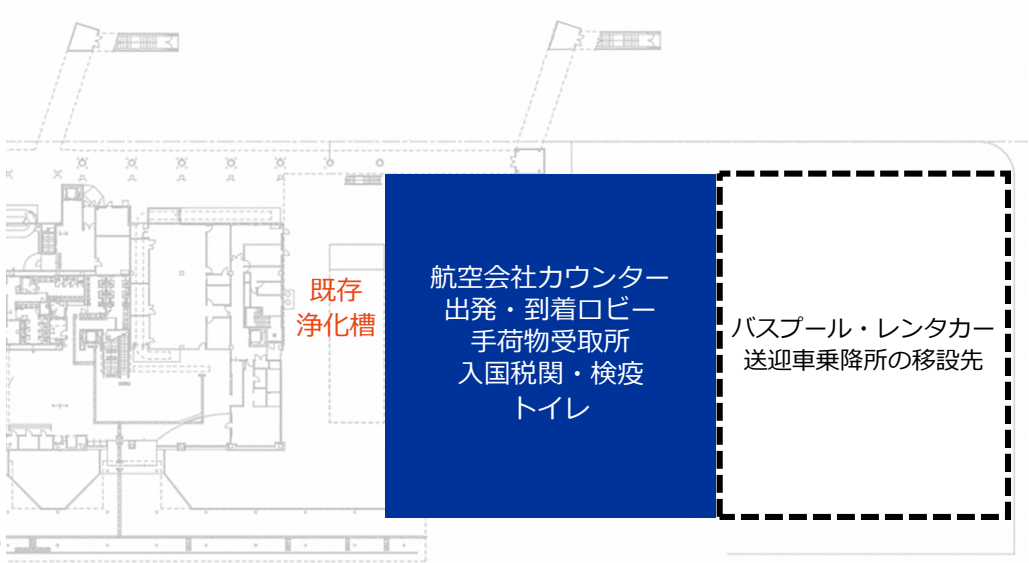 既存
浄化槽
航空会社カウンター
出発・到着ロビー
手荷物受取所
入国税関・検疫
トイレ
バスプール・レンタカー
送迎車乗降所の移設先